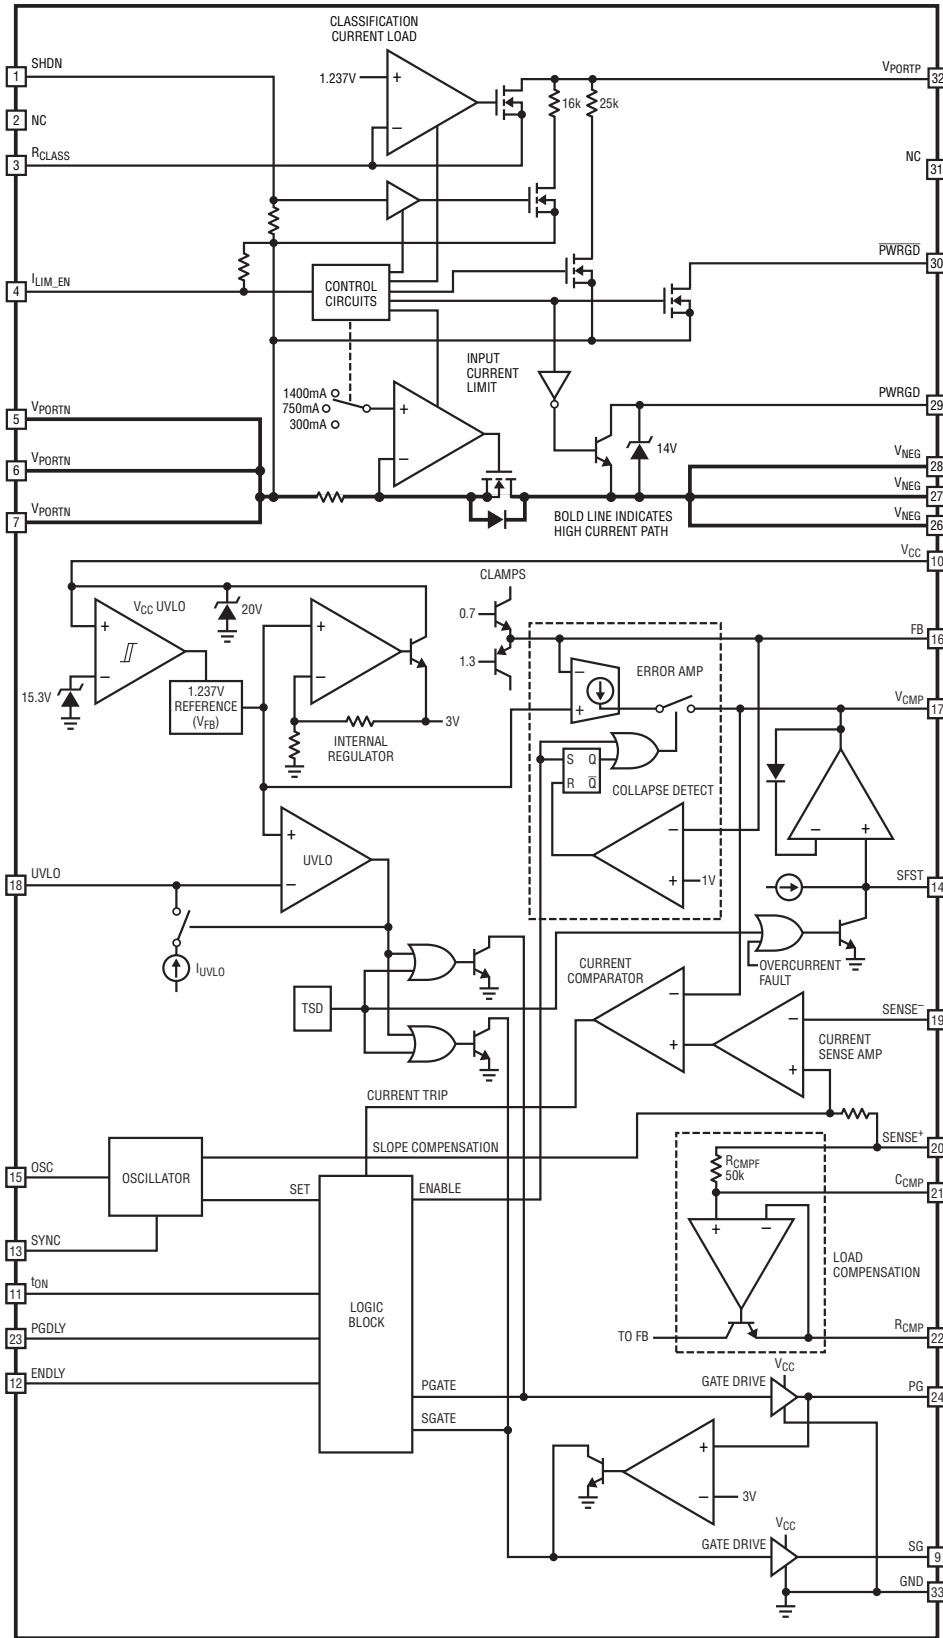 CLASSIFICATION
CURRENT LOAD
1 SHDN
1.237V
+
−
VPORTP 32
16k
25k
2 NC
3 RCLASS
NC 31
PWRGD 30
4 ILIM_EN
CONTROL
CIRCUITS
INPUT
CURRENT
LIMIT
1400mA
750mA
300mA
+
−
PWRGD 29
14V
5 VPORTN
6 VPORTN
7 VPORTN
VNEG 28
VNEG 27
VNEG 26
BOLD LINE INDICATES
HIGH CURRENT PATH
VCC 10
CLAMPS
VCC UVLO
+
−
20V
15.3V
1.237V
REFERENCE
(VFB)
+
−
3V
INTERNAL
REGULATOR
0.7
1.3
FB 16
ERROR AMP
−
+
VCMP 17
S Q
R Q̅
COLLAPSE DETECT
−
+
1V
− +
SFST 14
18 UVLO
+
UVLO
−
IUVLO
OVERCURRENT
FAULT
TSD
CURRENT
COMPARATOR
−
+
SENSE− 19
−
+
CURRENT
SENSE AMP
CURRENT TRIP
SLOPE COMPENSATION
SENSE+ 20
15 OSC
OSCILLATOR
SET
ENABLE
RCMPF
50k
CCMP 21
+ −
13 SYNC
11 tON
LOGIC
BLOCK
LOAD
COMPENSATION
TO FB
RCMP 22
23 PGDLY
12 ENDLY
PGATE
SGATE
GATE DRIVE
VCC
PG 24
+
−
3V
GATE DRIVE
VCC
SG 9
GND 33